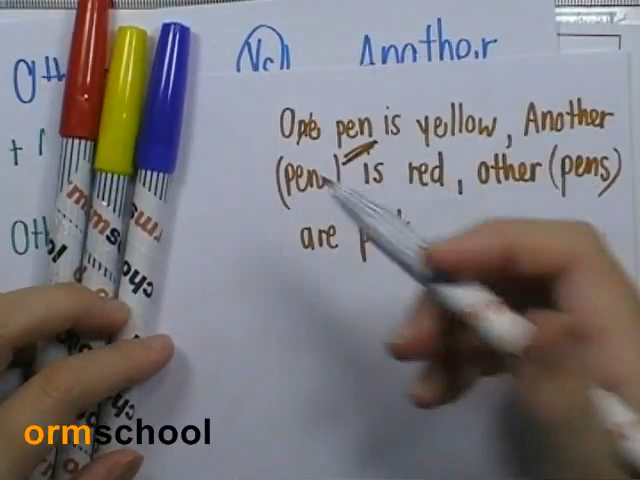 Another
One pen is yellow, Another
(pen) is red, other (pens)
are
ormschool